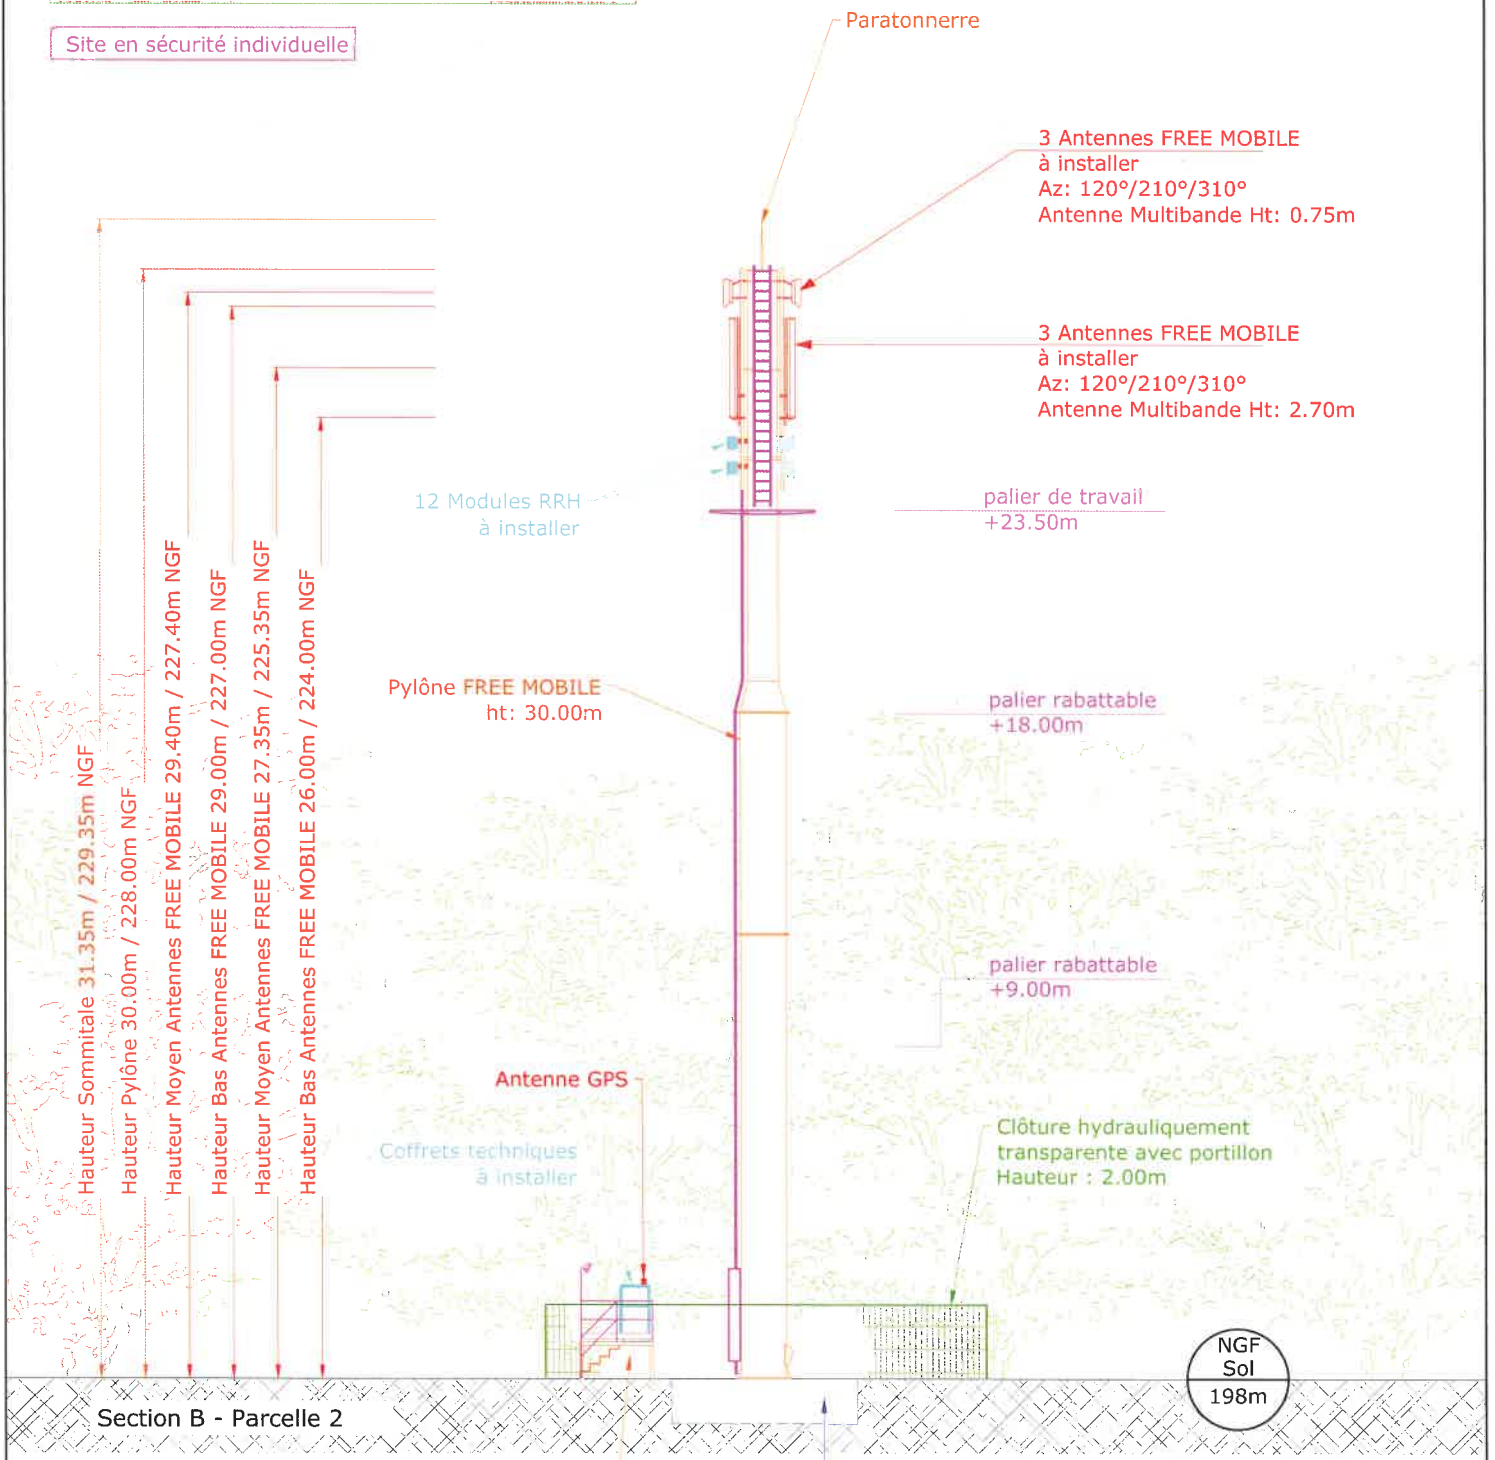 Site en sécurité individuelle
Paratonnerre
3 Antennes FREE MOBILE
à installer
Az: 120°/210°/310°
Antenne Multibande Ht: 0.75m
3 Antennes FREE MOBILE
à installer
Az: 120°/210°/310°
Antenne Multibande Ht: 2.70m
12 Modules RRH
à installer
palier de travail
+23.50m
Pylône FREE MOBILE
ht: 30.00m
palier rabattable
+18.00m
Hauteur Sommitale 31.35m / 229.35m NGF
Hauteur Pylône 30.00m / 228.00m NGF
Hauteur Moyen Antennes FREE MOBILE 29.40m / 227.40m NGF
Hauteur Bas Antennes FREE MOBILE 29.00m / 227.00m NGF
Hauteur Moyen Antennes FREE MOBILE 27.35m / 225.35m NGF
Hauteur Bas Antennes FREE MOBILE 26.00m / 224.00m NGF
palier rabattable
+9.00m
Antenne GPS
Coffrets techniques
à installer
Clôture hydrauliquement
transparente avec portillon
Hauteur : 2.00m
NGF
Sol
198m
Section B - Parcelle 2